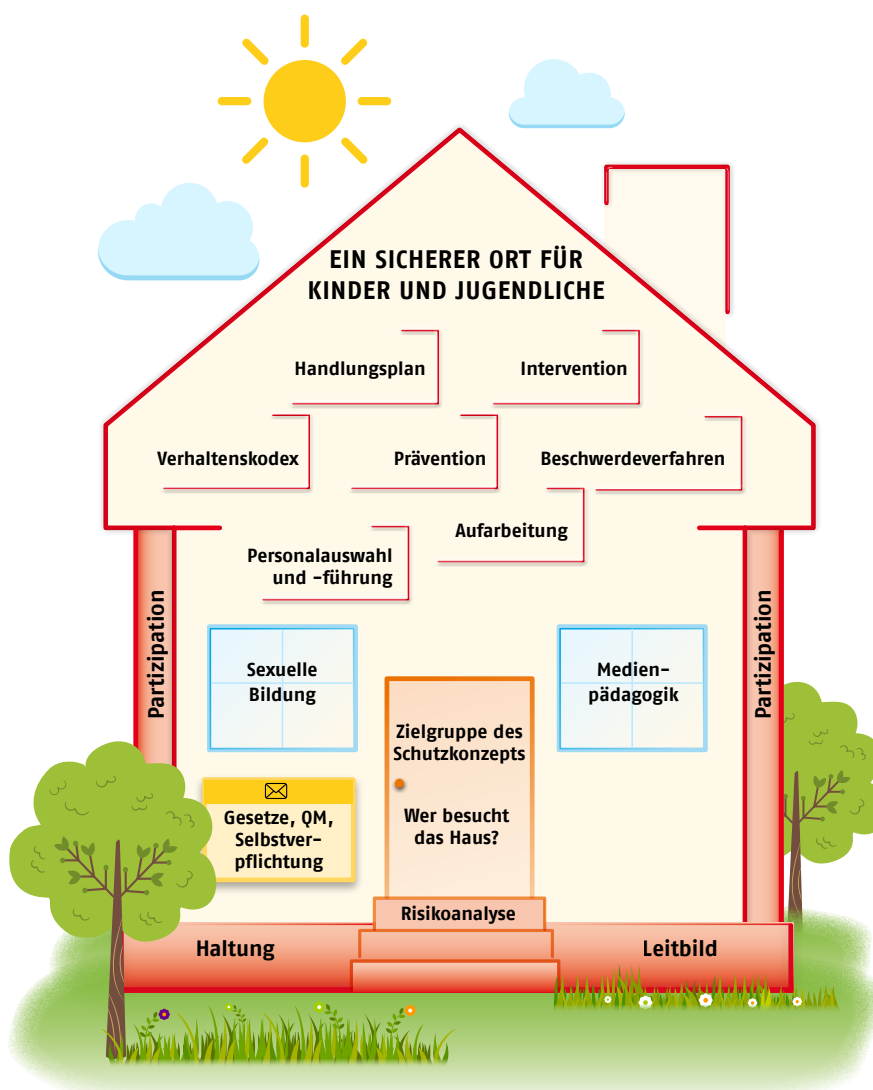 EIN SICHERER ORT FÜR
KINDER UND JUGENDLICHE
Handlungsplan
Intervention
Verhaltenskodex
Prävention
Beschwerdeverfahren
Aufarbeitung
Personalauswahl
und -führung
Partizipation
Partizipation
Sexuelle
Bildung
Medien-
pädagogik
Zielgruppe des
Schutzkonzepts
Wer besucht
das Haus?
Gesetze, QM,
Selbstver-
pflichtung
Risikoanalyse
Haltung
Leitbild